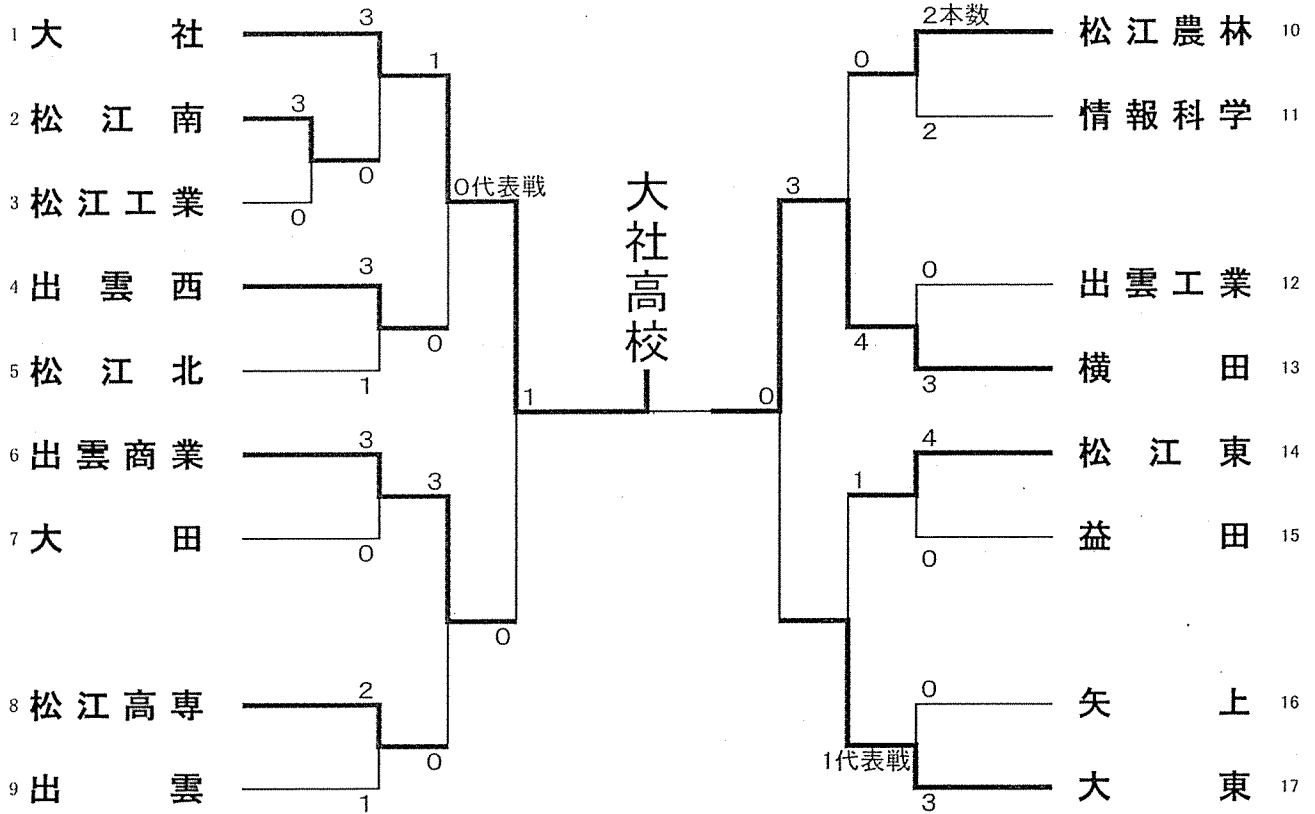 1 大社
3
2 松江南
3
3 松江工業
0
0
1
4 出雲西
3
5 松江北
1
0
0代表戦
6 出雲商業
3
7 大田
0
3
8 松江高専
2
9 出雲
1
0
0
1
大社高校
0
3
2本数
松江農林 10
0
情報科学 11
2
0
出雲工業 12
4
横田 13
3
4
松江東 14
1
益田 15
0
0
矢上 16
1代表戦
大東 17
3